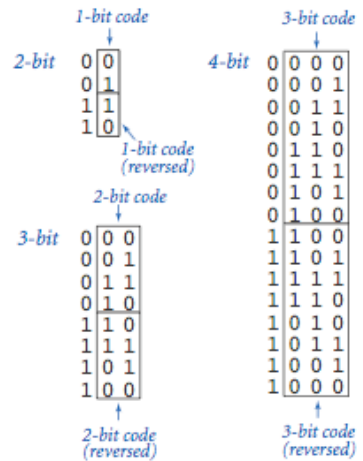 1-bit code
2-bit
0 0
0 1
1 1
1 0
1-bit code
(reversed)
2-bit code
3-bit
0 0 0
0 0 1
0 1 1
0 1 0
1 1 0
1 1 1
1 0 1
1 0 0
2-bit code
(reversed)
3-bit code
4-bit
0 0 0 0
0 0 0 1
0 0 1 1
0 0 1 0
0 1 1 0
0 1 1 1
0 1 0 1
0 1 0 0
1 1 0 0
1 1 0 1
1 1 1 1
1 1 1 0
1 0 1 0
1 0 1 1
1 0 0 1
1 0 0 0
3-bit code
(reversed)